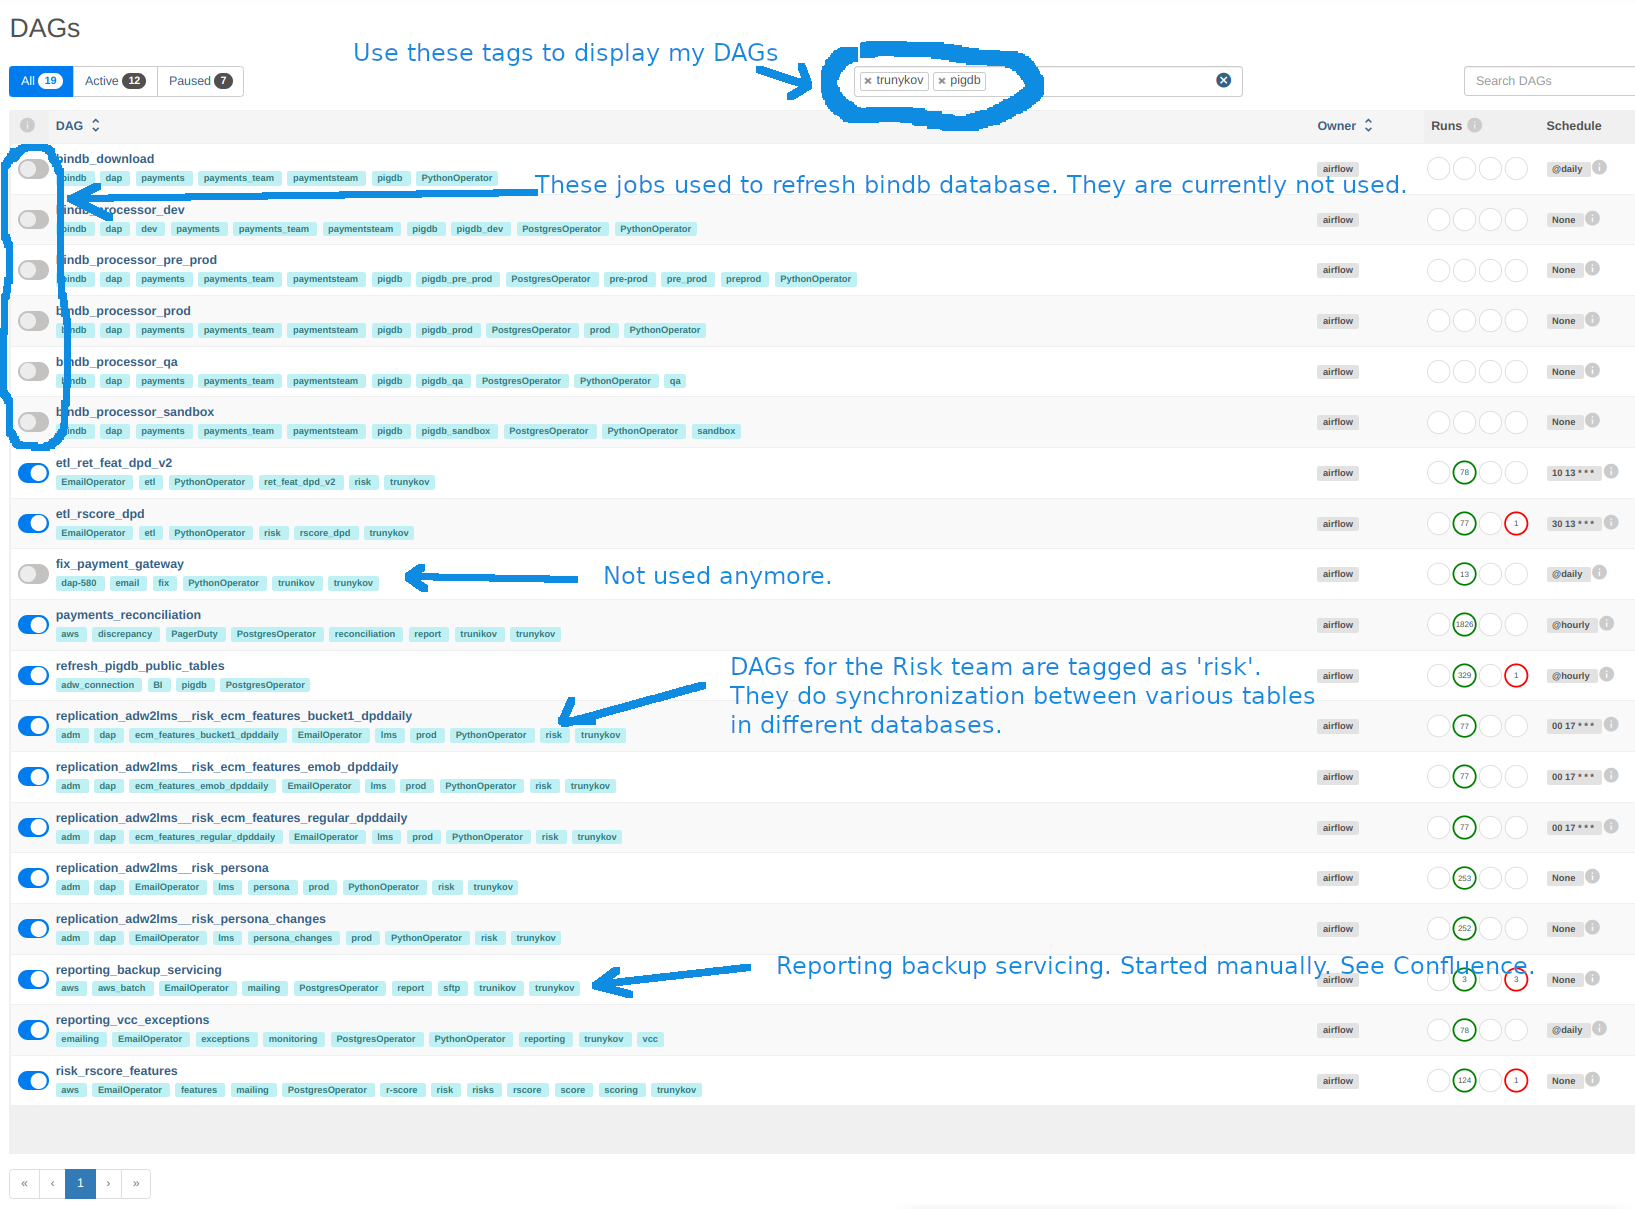 DAGs
Use these tags to display my DAGs
All 19 Active 12 Paused 7
× trunykov × pigdb
Search DAGs
DAG Owner Runs Schedule
bindb_download
bindb dap payments payments_team paymentsteam pigdb PythonOperator
airflow @daily
These jobs used to refresh bindb database. They are currently not used.
bindb_processor_dev
bindb dap dev payments payments_team paymentsteam pigdb pigdb_dev PostgresOperator PythonOperator
airflow None
bindb_processor_pre_prod
bindb dap payments payments_team paymentsteam pigdb pigdb_pre_prod PostgresOperator pre-prod pre_prod preprod PythonOperator
airflow None
bindb_processor_prod
bindb dap payments payments_team paymentsteam pigdb pigdb_prod PostgresOperator prod PythonOperator
airflow None
bindb_processor_qa
bindb dap payments payments_team paymentsteam pigdb pigdb_qa PostgresOperator PythonOperator qa
airflow None
bindb_processor_sandbox
bindb dap payments payments_team paymentsteam pigdb pigdb_sandbox PostgresOperator PythonOperator sandbox
airflow None
etl_ret_feat_dpd_v2
EmailOperator etl PythonOperator ret_feat_dpd_v2 risk trunykov
airflow 78 10 13 * * *
etl_rscore_dpd
EmailOperator etl PythonOperator risk rscore_dpd trunykov
airflow 77 1 30 13 * * *
fix_payment_gateway
dap-580 email fix PythonOperator trunikov trunykov
airflow 13 @daily
Not used anymore.
payments_reconciliation
aws discrepancy PagerDuty PostgresOperator reconciliation report trunikov trunykov
airflow 1826 @hourly
refresh_pigdb_public_tables
adw_connection BI pigdb PostgresOperator
airflow 329 1 @hourly
DAGs for the Risk team are tagged as 'risk'.
They do synchronization between various tables
in different databases.
replication_adw2lms__risk_ecm_features_bucket1_dpddaily
adm dap ecm_features_bucket1_dpddaily EmailOperator lms prod PythonOperator risk trunykov
airflow 77 00 17 * * *
replication_adw2lms__risk_ecm_features_emob_dpddaily
adm dap ecm_features_emob_dpddaily EmailOperator lms prod PythonOperator risk trunykov
airflow 77 00 17 * * *
replication_adw2lms__risk_ecm_features_regular_dpddaily
adm dap ecm_features_regular_dpddaily EmailOperator lms prod PythonOperator risk trunykov
airflow 77 00 17 * * *
replication_adw2lms__risk_persona
adm dap EmailOperator lms persona prod PythonOperator risk trunykov
airflow 253 None
replication_adw2lms__risk_persona_changes
adm dap EmailOperator lms persona_changes prod PythonOperator risk trunykov
airflow 252 None
reporting_backup_servicing
aws aws_batch EmailOperator mailing PostgresOperator report sftp trunikov trunykov
airflow 3 3 None
Reporting backup servicing. Started manually. See Confluence.
reporting_vcc_exceptions
emailing EmailOperator exceptions monitoring PostgresOperator PythonOperator reporting trunykov vcc
airflow 78 @daily
risk_rscore_features
aws EmailOperator features mailing PostgresOperator r-score risk risks rscore score scoring trunykov
airflow 124 1 None
« ‹ 1 › »